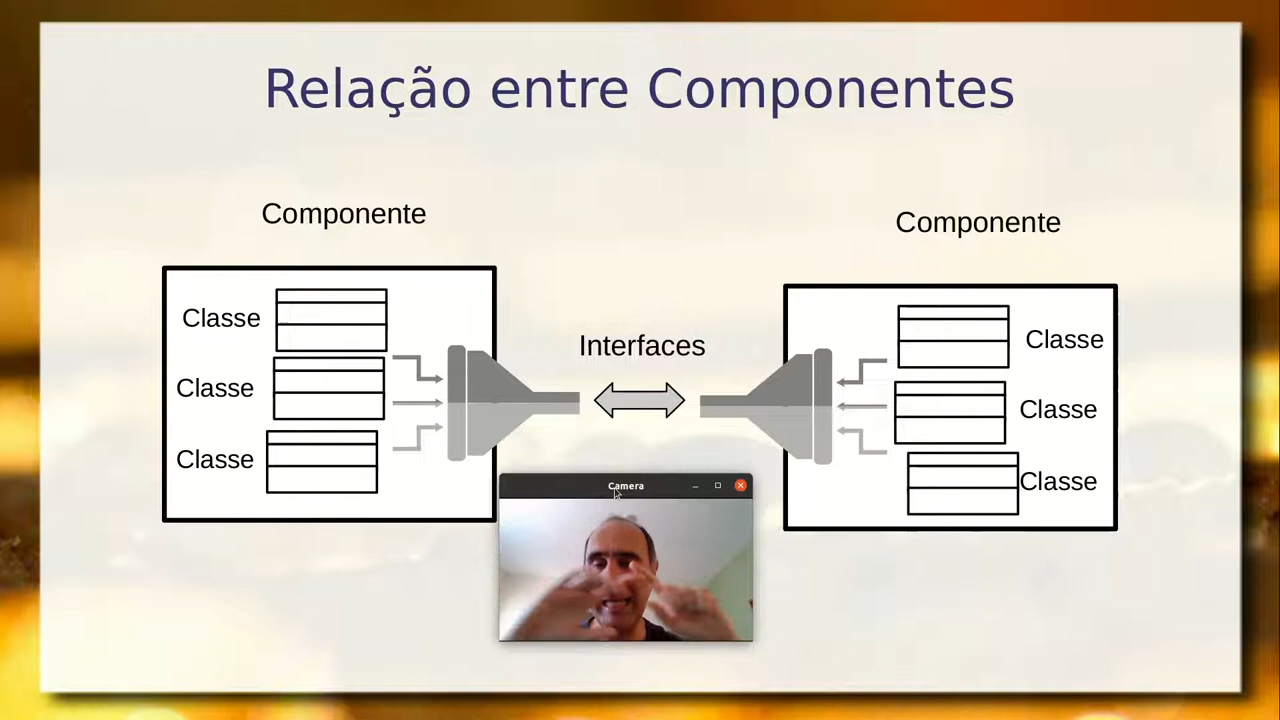 Relação entre Componentes
Componente
Componente
Classe
Classe
Classe
Interfaces
Classe
Classe
Classe
Camera